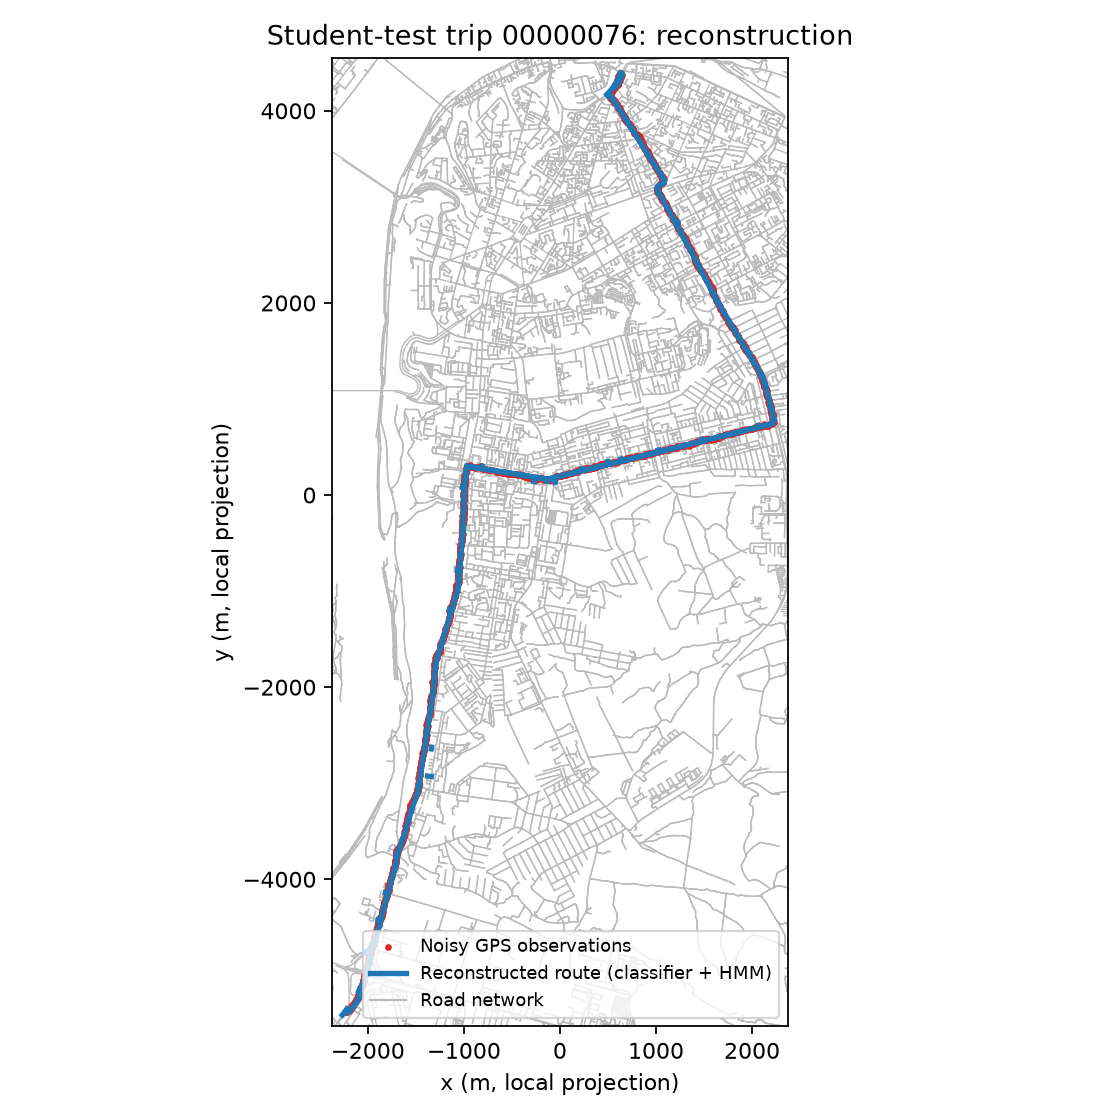 Student-test trip 00000076: reconstruction
4000
2000
0
−2000
−4000
y (m, local projection)
Noisy GPS observations
Reconstructed route (classifier + HMM)
Road network
−2000 −1000 0 1000 2000
x (m, local projection)